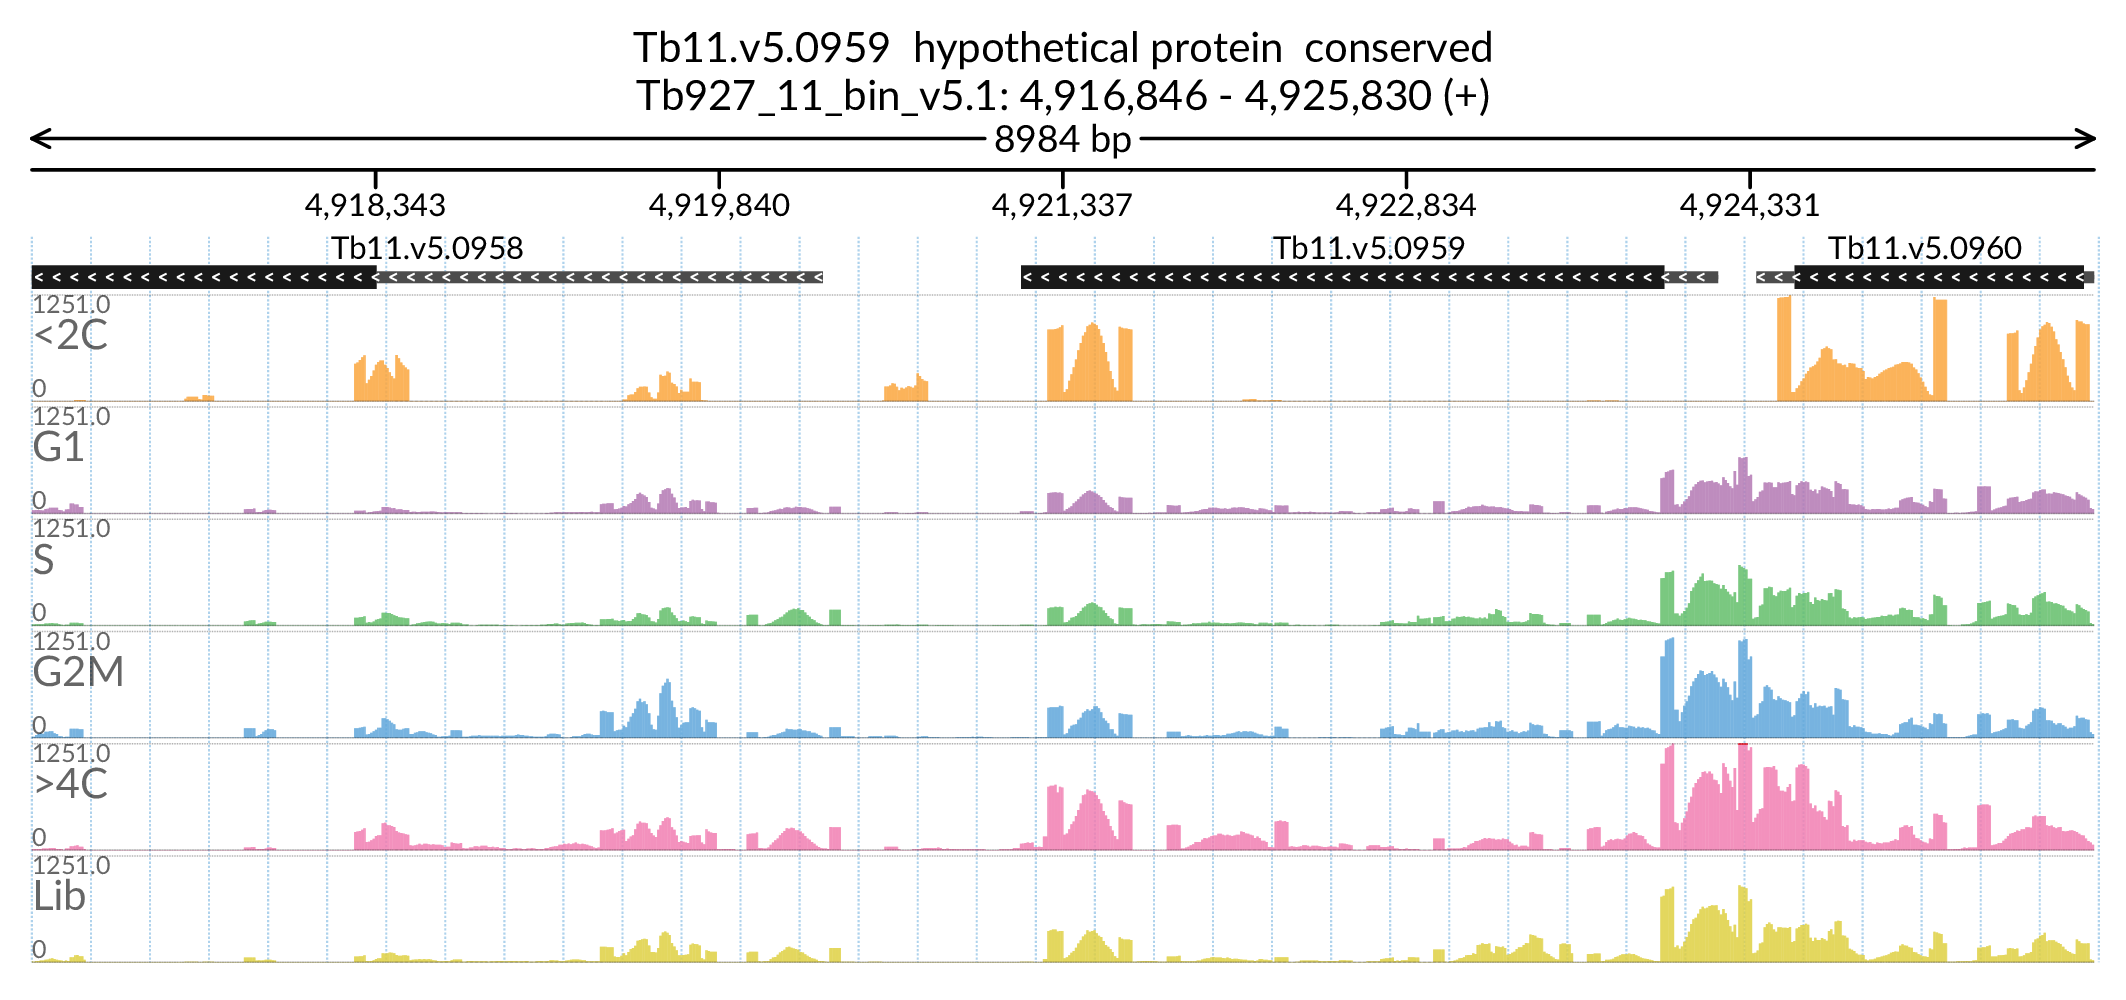 Tb11.v5.0959 hypothetical protein conserved
Tb927_11_bin_v5.1: 4,916,846 - 4,925,830 (+)
8984 bp
4,918,343 4,919,840 4,921,337 4,922,834 4,924,331
Tb11.v5.0958 Tb11.v5.0959 Tb11.v5.0960
1251.0
<2C
0
1251.0
G1
0
1251.0
S
0
1251.0
G2M
0
1251.0
>4C
0
1251.0
Lib
0